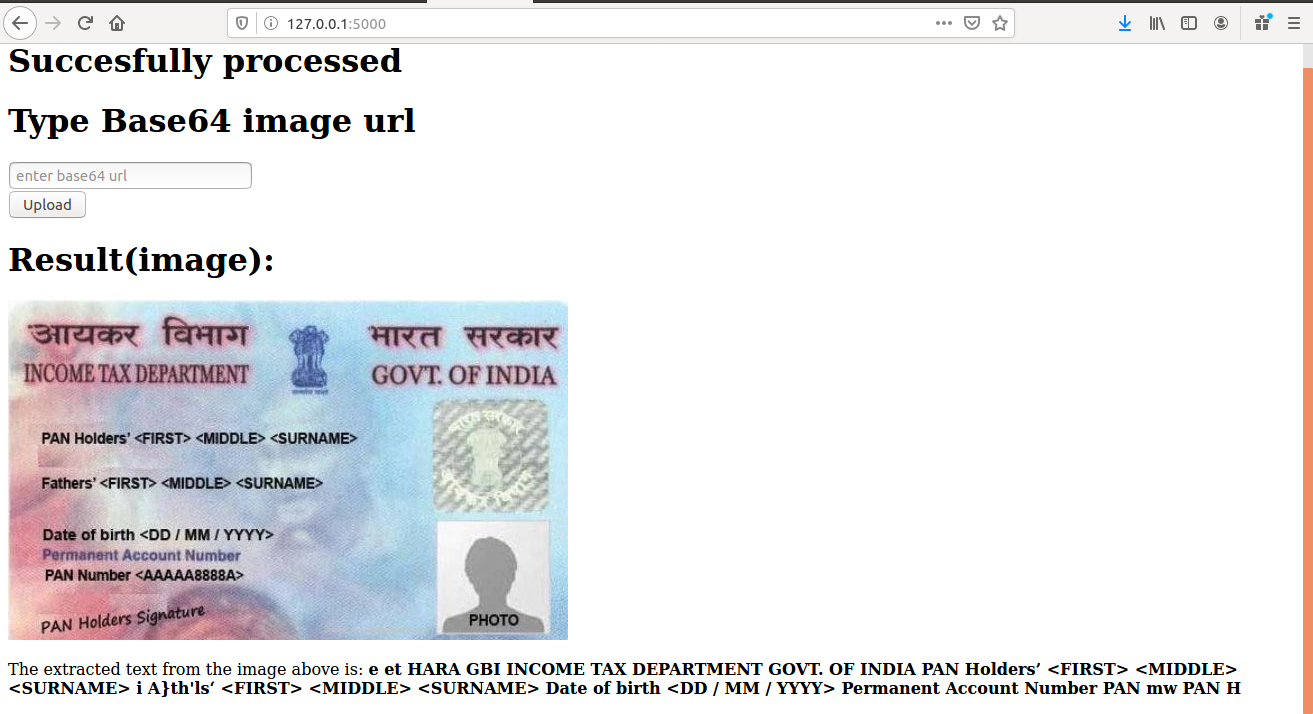 127.0.0.1:5000
Succesfully processed
Type Base64 image url
enter base64 url
Upload
Result(image):
आयकर विभाग भारत सरकार
INCOME TAX DEPARTMENT GOVT. OF INDIA
भारत सरकार
PAN Holders’ <FIRST> <MIDDLE> <SURNAME>
Fathers’ <FIRST> <MIDDLE> <SURNAME>
आयकर विभाग
Date of birth <DD / MM / YYYY>
Permanent Account Number
PAN Number <AAAAA8888A>
PAN Holders Signature
PHOTO
The extracted text from the image above is: e et HARA GBI INCOME TAX DEPARTMENT GOVT. OF INDIA PAN Holders’ <FIRST> <MIDDLE>
<SURNAME> i A}th'ls‘ <FIRST> <MIDDLE> <SURNAME> Date of birth <DD / MM / YYYY> Permanent Account Number PAN mw PAN H